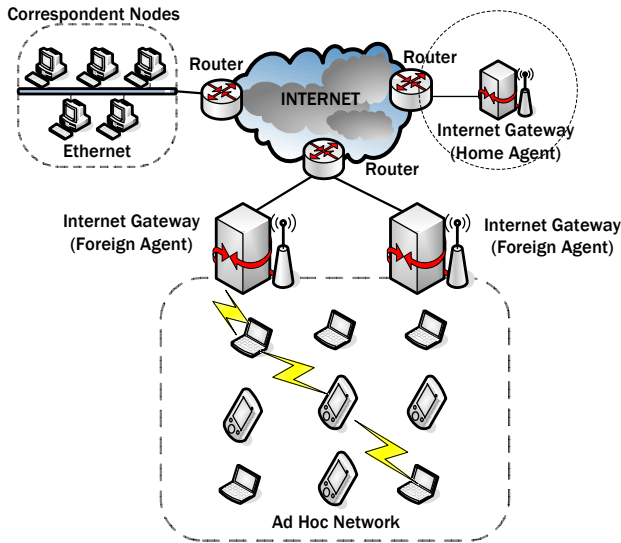 Correspondent Nodes
Router
Router
INTERNET
Ethernet
Internet Gateway
(Home Agent)
Router
Internet Gateway
(Foreign Agent)
Internet Gateway
(Foreign Agent)
Ad Hoc Network